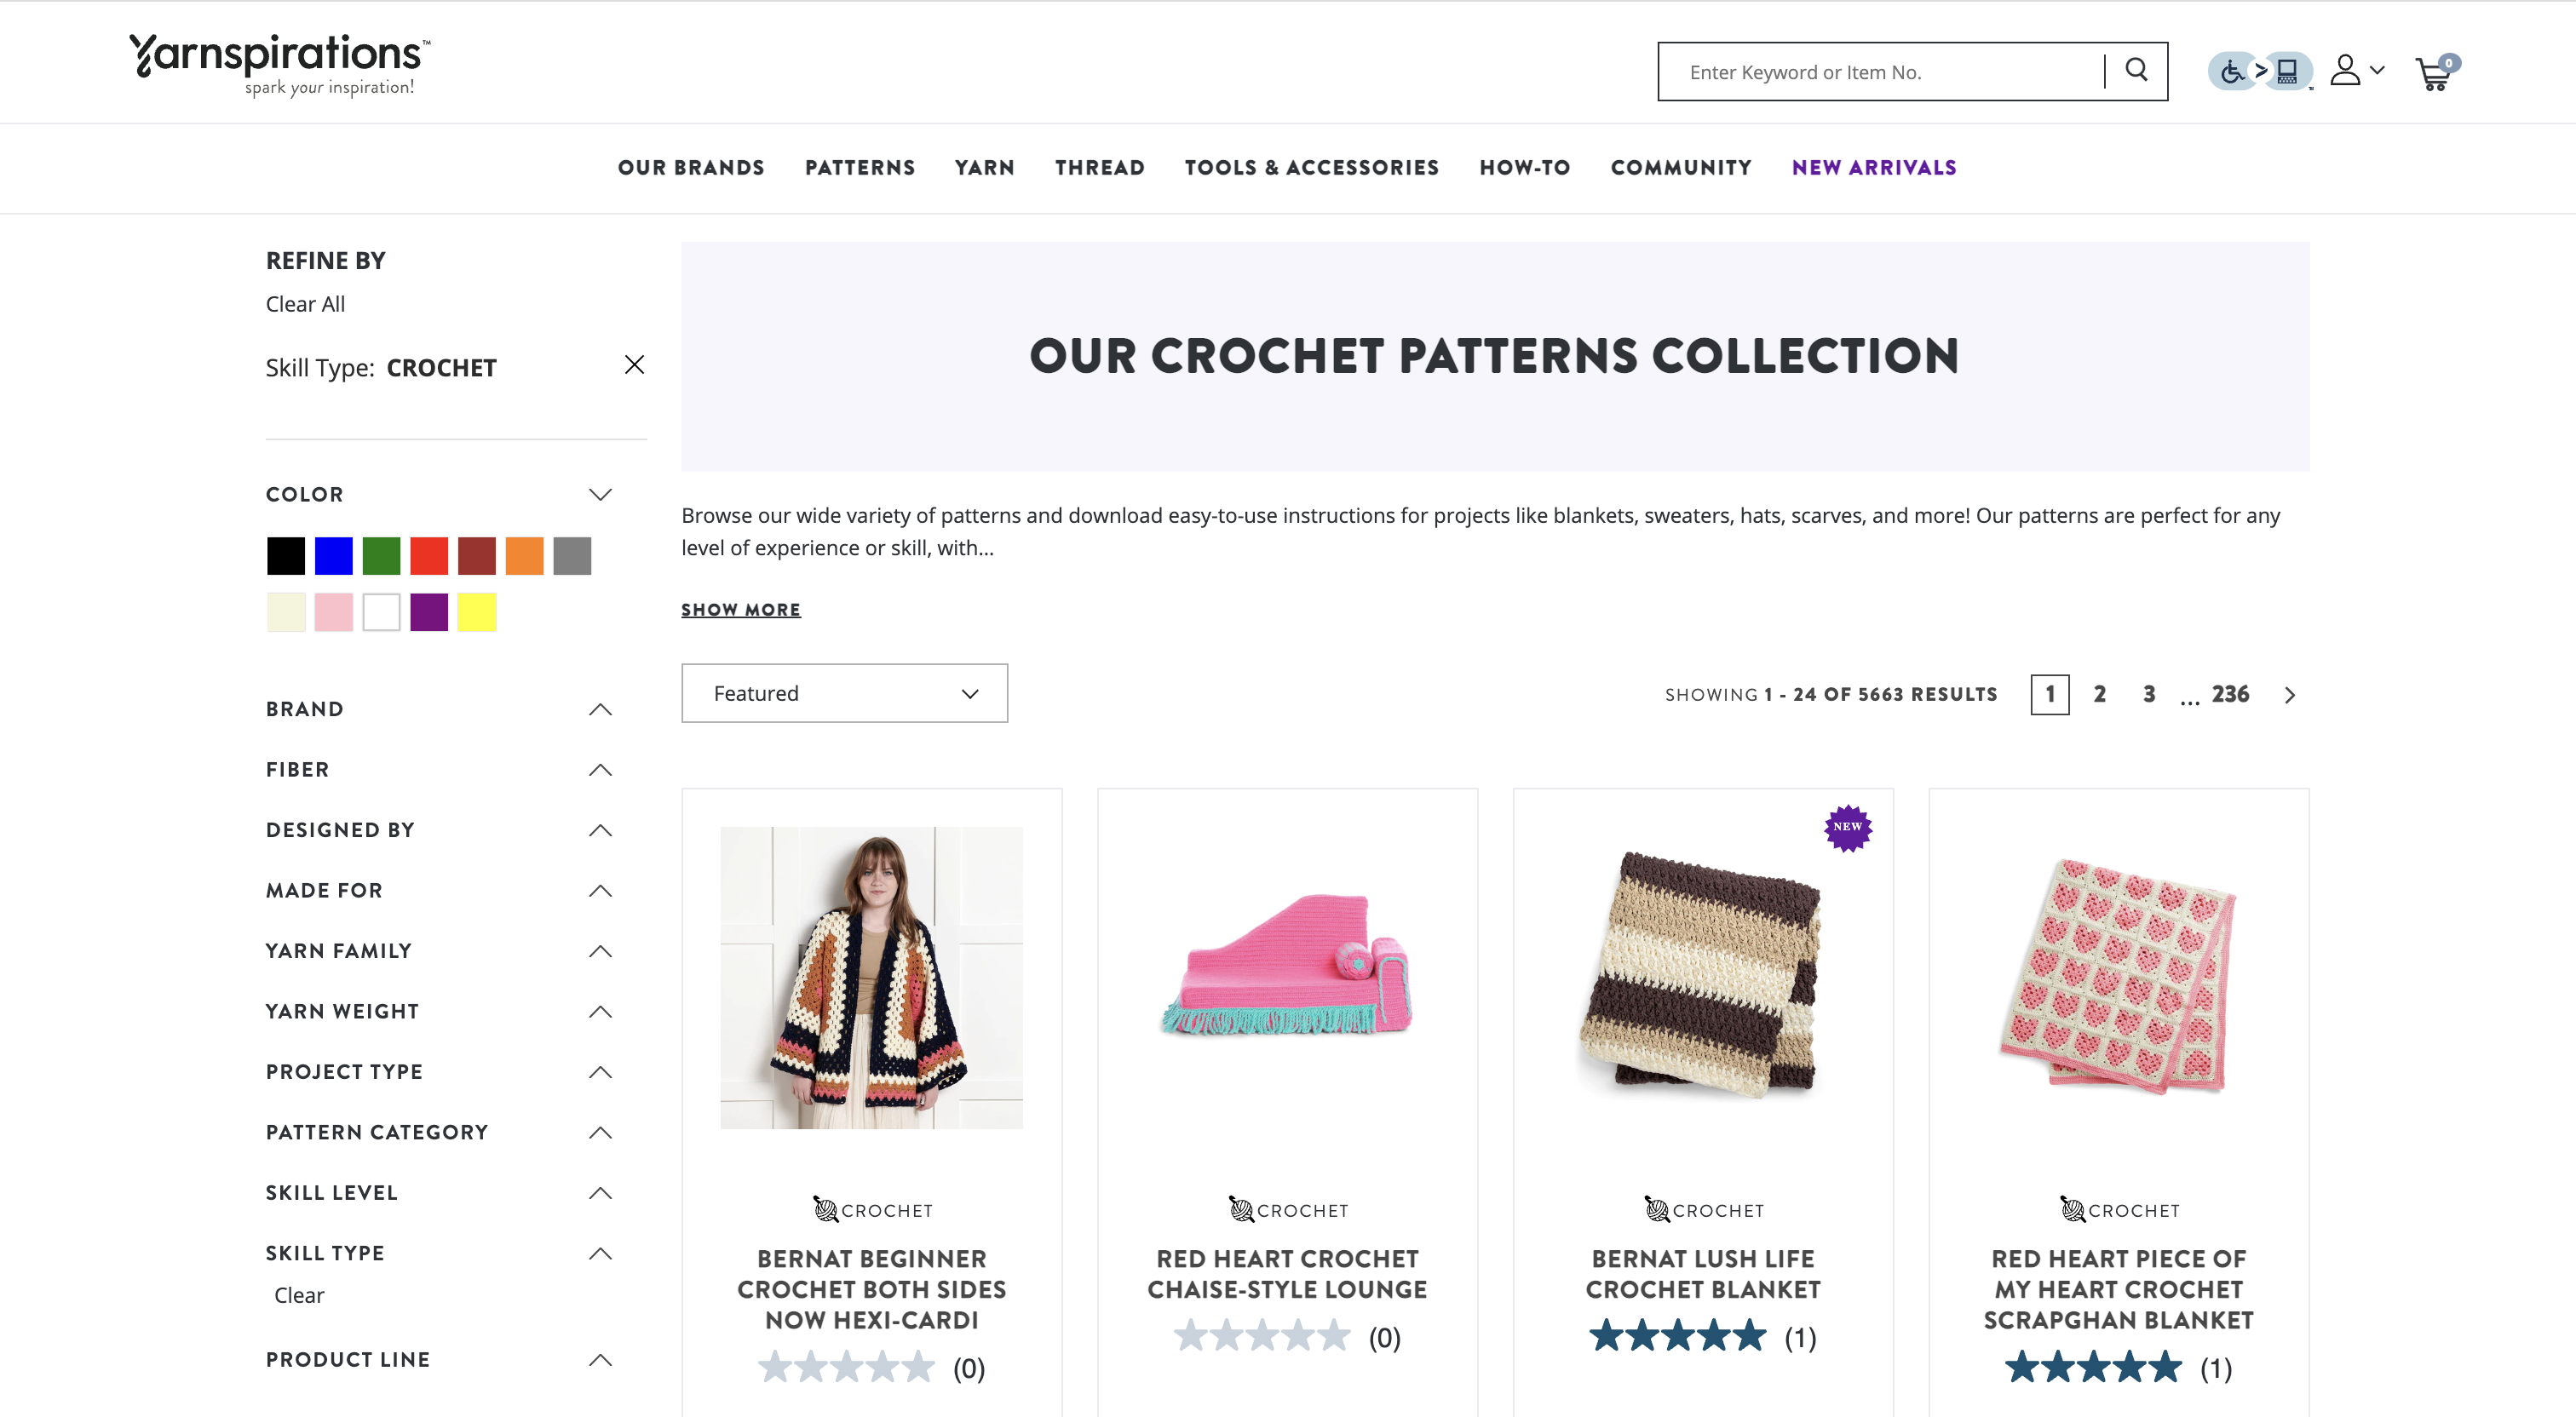 Yarnspirations™
spark your inspiration!
Enter Keyword or Item No.
0
OUR BRANDS PATTERNS YARN THREAD TOOLS & ACCESSORIES HOW-TO COMMUNITY NEW ARRIVALS
REFINE BY
Clear All
Skill Type: CROCHET
COLOR
BRAND
FIBER
DESIGNED BY
MADE FOR
YARN FAMILY
YARN WEIGHT
PROJECT TYPE
PATTERN CATEGORY
SKILL LEVEL
SKILL TYPE
Clear
PRODUCT LINE
OUR CROCHET PATTERNS COLLECTION
Browse our wide variety of patterns and download easy-to-use instructions for projects like blankets, sweaters, hats, scarves, and more! Our patterns are perfect for any
level of experience or skill, with...
SHOW MORE
Featured
SHOWING 1 - 24 OF 5663 RESULTS 1 2 3 ... 236
CROCHET
BERNAT BEGINNER
CROCHET BOTH SIDES
NOW HEXI-CARDI
(0)
CROCHET
RED HEART CROCHET
CHAISE-STYLE LOUNGE
(0)
NEW
CROCHET
BERNAT LUSH LIFE
CROCHET BLANKET
(1)
CROCHET
RED HEART PIECE OF
MY HEART CROCHET
SCRAPGHAN BLANKET
(1)